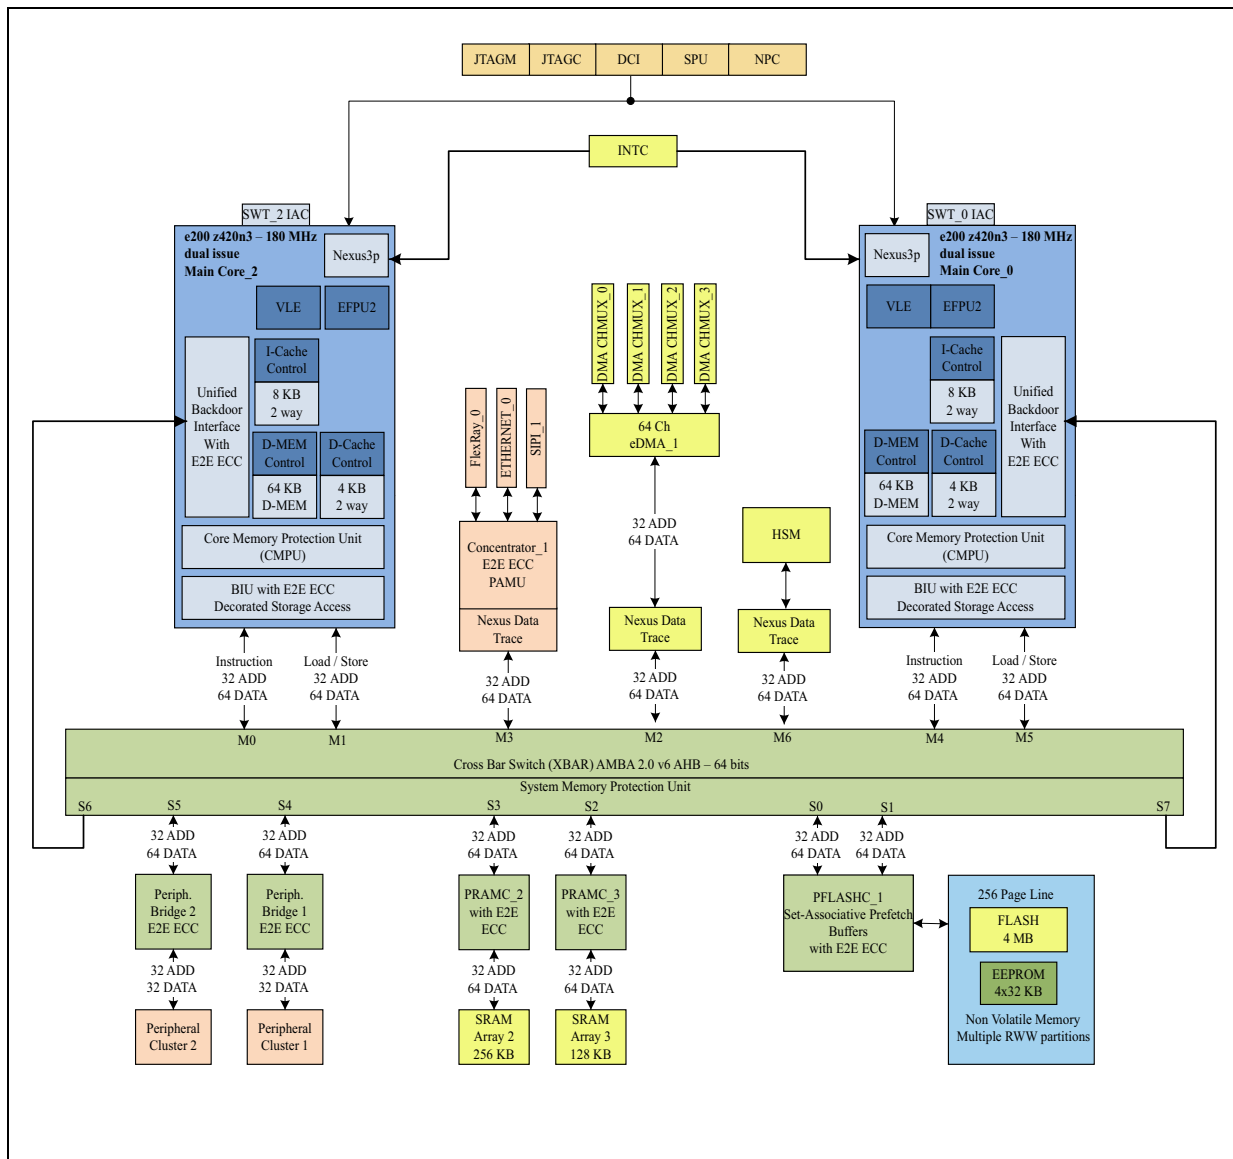 JTAGM JTAGC DCI SPU NPC
INTC
SWT_2 IAC
e200 z420n3 – 180 MHz
dual issue
Main Core_2
Nexus3p
VLE
EFPU2
I-Cache
Control
8 KB
2 way
Unified
Backdoor
Interface
With
E2E ECC
D-MEM
Control
64 KB
D-MEM
D-Cache
Control
4 KB
2 way
Core Memory Protection Unit
(CMPU)
BIU with E2E ECC
Decorated Storage Access
Instruction
32 ADD
64 DATA
Load / Store
32 ADD
64 DATA
FlexRay_0
ETHERNET_0
SIPI_1
Concentrator_1
E2E ECC
PAMU
Nexus Data
Trace
32 ADD
64 DATA
DMA CHMUX_0
DMA CHMUX_1
DMA CHMUX_2
DMA CHMUX_3
64 Ch
eDMA_1
32 ADD
64 DATA
Nexus Data
Trace
32 ADD
64 DATA
HSM
Nexus Data
Trace
32 ADD
64 DATA
SWT_0 IAC
e200 z420n3 – 180 MHz
dual issue
Main Core_0
Nexus3p
VLE
EFPU2
I-Cache
Control
8 KB
2 way
Unified
Backdoor
Interface
With
E2E ECC
D-MEM
Control
64 KB
D-MEM
D-Cache
Control
4 KB
2 way
Core Memory Protection Unit
(CMPU)
BIU with E2E ECC
Decorated Storage Access
Instruction
32 ADD
64 DATA
Load / Store
32 ADD
64 DATA
M0 M1 M3 M2 M6 M4 M5
Cross Bar Switch (XBAR) AMBA 2.0 v6 AHB – 64 bits
System Memory Protection Unit
S6 S5 S4 S3 S2 S0 S1 S7
32 ADD
64 DATA
32 ADD
64 DATA
32 ADD
64 DATA
32 ADD
64 DATA
32 ADD
64 DATA
32 ADD
64 DATA
Periph.
Bridge 2
E2E ECC
Periph.
Bridge 1
E2E ECC
PRAMC_2
with E2E
ECC
PRAMC_3
with E2E
ECC
PFLASHC_1
Set-Associative Prefetch
Buffers
with E2E ECC
256 Page Line
FLASH
4 MB
EEPROM
4x32 KB
Non Volatile Memory
Multiple RWW partitions
32 ADD
32 DATA
32 ADD
32 DATA
32 ADD
64 DATA
32 ADD
64 DATA
Peripheral
Cluster 2
Peripheral
Cluster 1
SRAM
Array 2
256 KB
SRAM
Array 3
128 KB